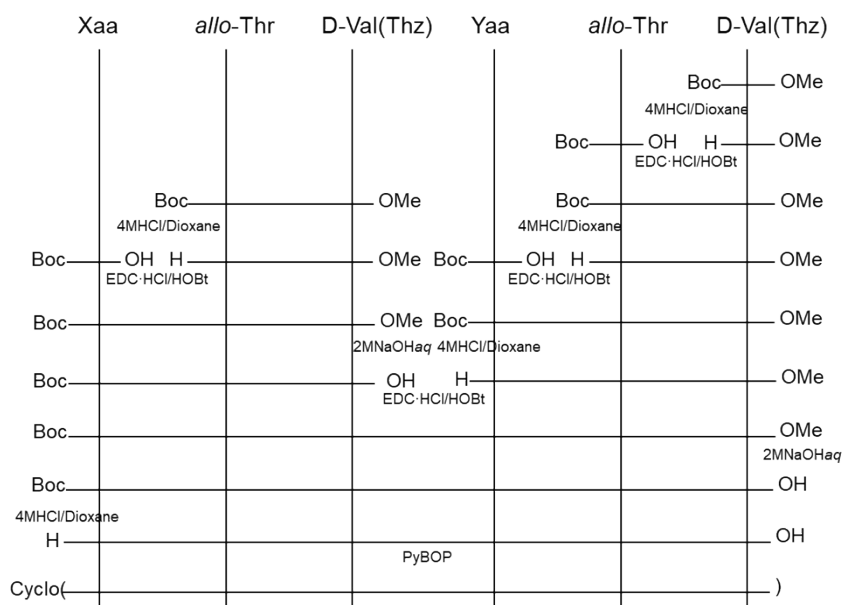 Xaa allo-Thr D-Val(Thz) Yaa allo-Thr D-Val(Thz)
Boc OMe
4MHCl/Dioxane
Boc OH H OMe
EDC·HCl/HOBt
Boc OMe Boc OMe
4MHCl/Dioxane 4MHCl/Dioxane
Boc OH H OMe Boc OH H OMe
EDC·HCl/HOBt EDC·HCl/HOBt
Boc OMe Boc OMe
2MNaOHaq 4MHCl/Dioxane
Boc OH H OMe
EDC·HCl/HOBt
Boc OMe
2MNaOHaq
Boc OH
4MHCl/Dioxane
H OH
PyBOP
Cyclo( )